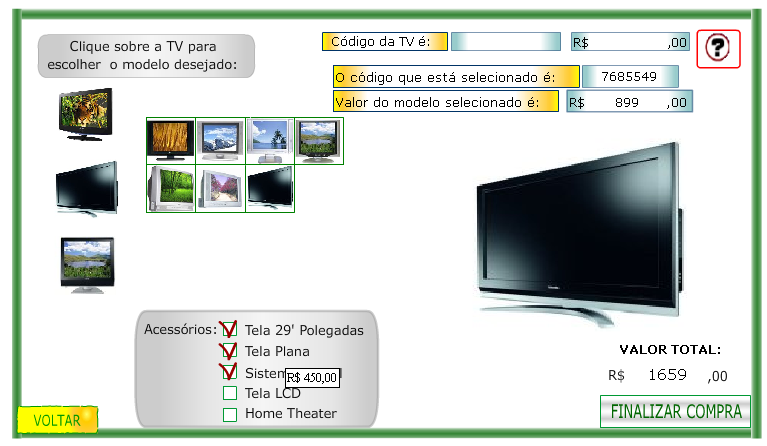 Clique sobre a TV para
escolher o modelo desejado:
Código da TV é:
R$ ,00
?
O código que está selecionado é: 7685549
Valor do modelo selecionado é: R$ 899 ,00
Acessórios: Tela 29' Polegadas
Tela Plana
R$ 450,00
Tela LCD
Home Theater
VALOR TOTAL:
R$ 1659 ,00
VOLTAR
FINALIZAR COMPRA